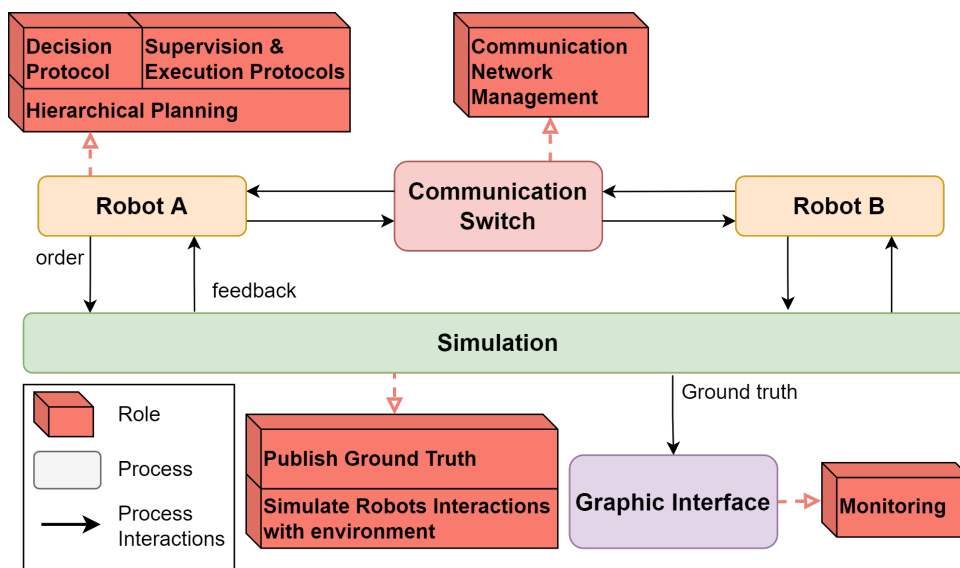 Decision
Protocol
Supervision &
Execution Protocols
Hierarchical Planning
Communication
Network
Management
Robot A
Communication
Switch
Robot B
order
feedback
Simulation
Ground truth
Role
Process
Process
Interactions
Publish Ground Truth
Simulate Robots Interactions
with environment
Graphic Interface
Monitoring